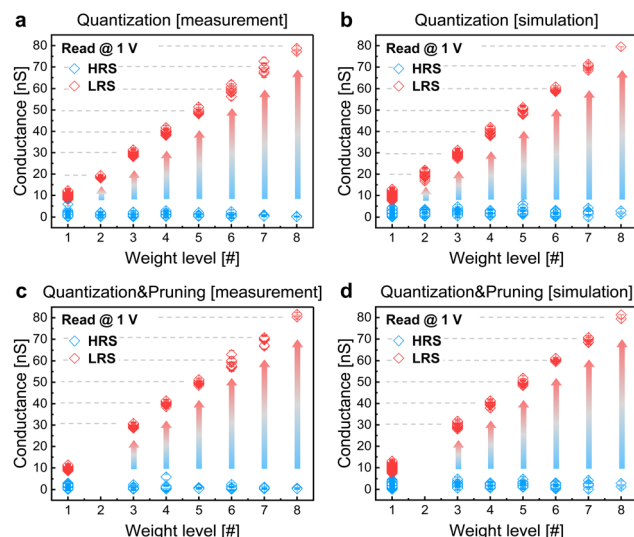 a Quantization [measurement]
Read @ 1 V
HRS
LRS
Conductance [nS]
80
70
60
50
40
30
20
10
0
1 2 3 4 5 6 7 8
Weight level [#]
b Quantization [simulation]
Read @ 1 V
HRS
LRS
Conductance [nS]
80
70
60
50
40
30
20
10
0
1 2 3 4 5 6 7 8
Weight level [#]
c Quantization&Pruning [measurement]
Read @ 1 V
HRS
LRS
Conductance [nS]
80
70
60
50
40
30
20
10
0
1 2 3 4 5 6 7 8
Weight level [#]
d Quantization&Pruning [simulation]
Read @ 1 V
HRS
LRS
Conductance [nS]
80
70
60
50
40
30
20
10
0
1 2 3 4 5 6 7 8
Weight level [#]